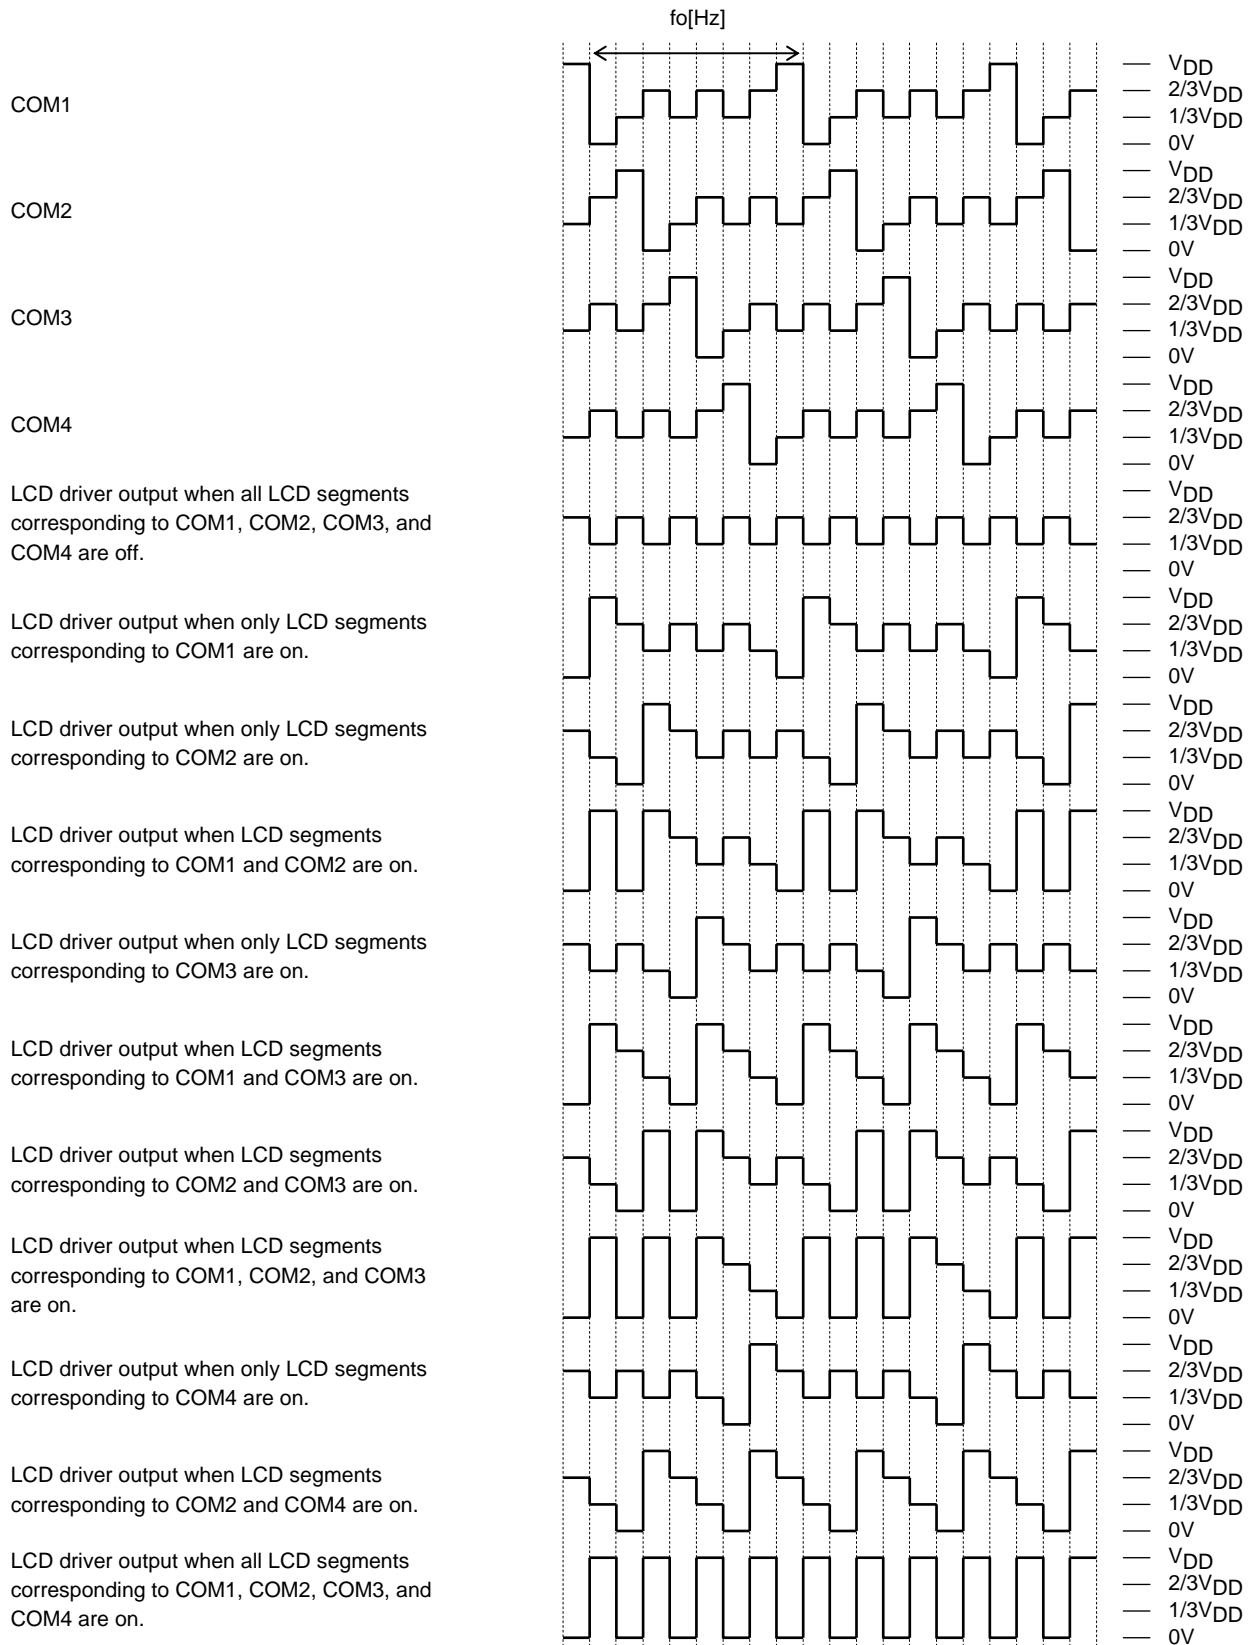 fo[Hz]
COM1
VDD
2/3VDD
1/3VDD
0V
COM2
VDD
2/3VDD
1/3VDD
0V
COM3
VDD
2/3VDD
1/3VDD
0V
COM4
VDD
2/3VDD
1/3VDD
0V
LCD driver output when all LCD segments
corresponding to COM1, COM2, COM3, and
COM4 are off.
VDD
2/3VDD
1/3VDD
0V
LCD driver output when only LCD segments
corresponding to COM1 are on.
VDD
2/3VDD
1/3VDD
0V
LCD driver output when only LCD segments
corresponding to COM2 are on.
VDD
2/3VDD
1/3VDD
0V
LCD driver output when LCD segments
corresponding to COM1 and COM2 are on.
VDD
2/3VDD
1/3VDD
0V
LCD driver output when only LCD segments
corresponding to COM3 are on.
VDD
2/3VDD
1/3VDD
0V
LCD driver output when LCD segments
corresponding to COM1 and COM3 are on.
VDD
2/3VDD
1/3VDD
0V
LCD driver output when LCD segments
corresponding to COM2 and COM3 are on.
VDD
2/3VDD
1/3VDD
0V
LCD driver output when LCD segments
corresponding to COM1, COM2, and COM3
are on.
VDD
2/3VDD
1/3VDD
0V
LCD driver output when only LCD segments
corresponding to COM4 are on.
VDD
2/3VDD
1/3VDD
0V
LCD driver output when LCD segments
corresponding to COM2 and COM4 are on.
VDD
2/3VDD
1/3VDD
0V
LCD driver output when all LCD segments
corresponding to COM1, COM2, COM3, and
COM4 are on.
VDD
2/3VDD
1/3VDD
0V